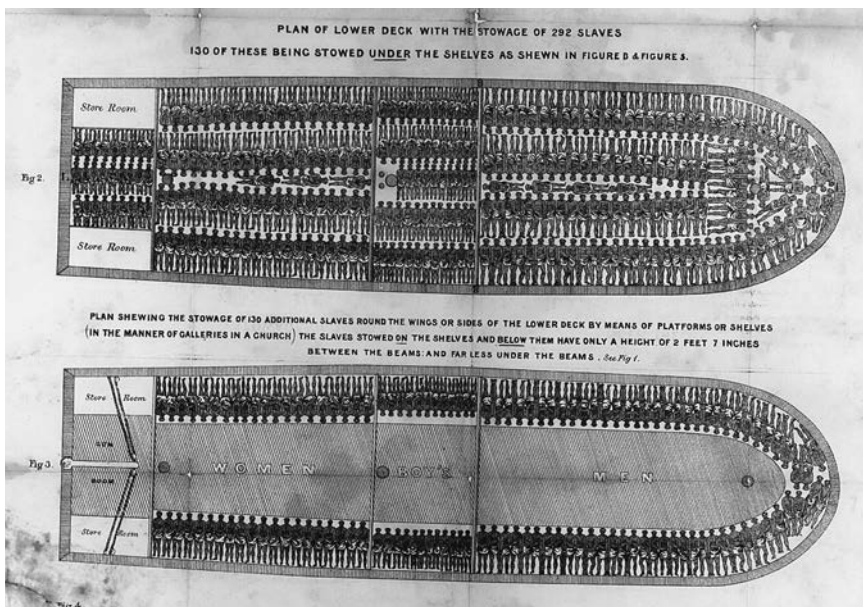 PLAN OF LOWER DECK WITH THE STOWAGE OF 292 SLAVES
130 OF THESE BEING STOWED UNDER THE SHELVES AS SHEWN IN FIGURE D & FIGURE 5.
Store Room
Fig 2.
Store Room
PLAN SHEWING THE STOWAGE OF 130 ADDITIONAL SLAVES ROUND THE WINGS OR SIDES OF THE LOWER DECK BY MEANS OF PLATFORMS OR SHELVES
(IN THE MANNER OF GALLERIES IN A CHURCH) THE SLAVES STOWED ON THE SHELVES AND BELOW THEM HAVE ONLY A HEIGHT OF 2 FEET 7 INCHES
BETWEEN THE BEAMS: AND FAR LESS UNDER THE BEAMS. See Fig 1.
Store Room
GUN
Fig 3.
WOMEN
BOYS
MEN
ROOM
Store Room
Fig 4